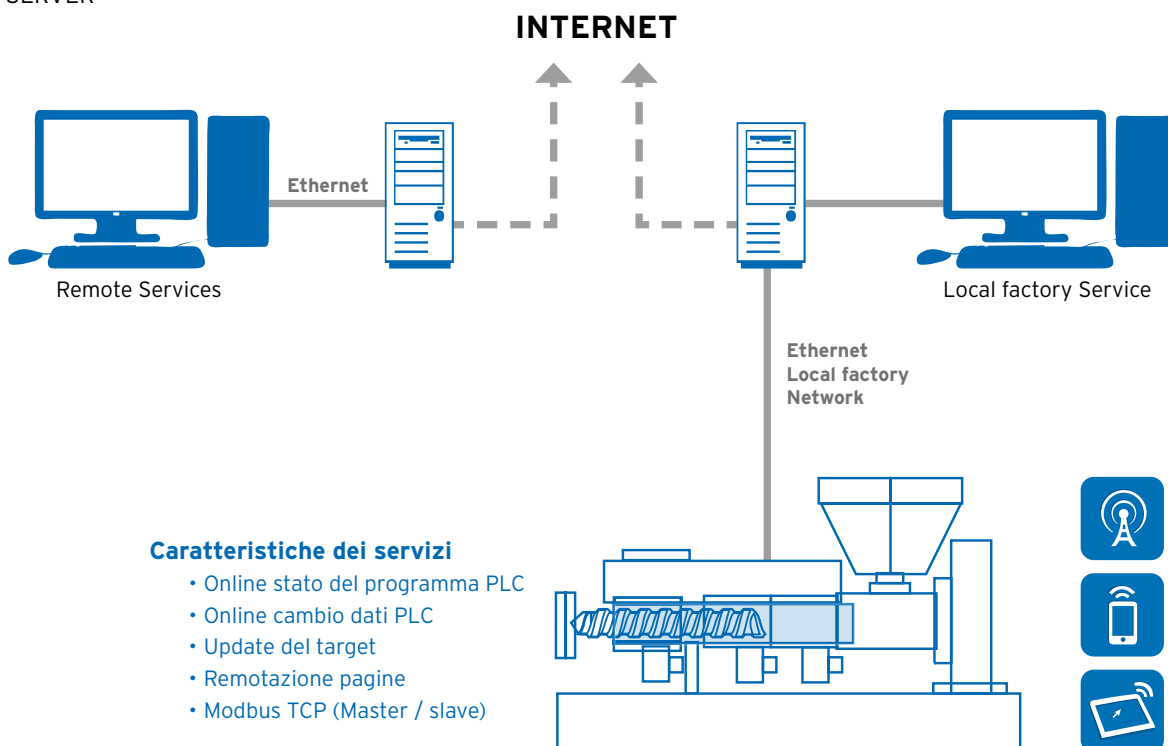 SERVER
INTERNET
Ethernet
Remote Services
Local factory Service
Ethernet
Local factory
Network
Caratteristiche dei servizi
• Online stato del programma PLC
• Online cambio dati PLC
• Update del target
• Remotazione pagine
• Modbus TCP (Master / slave)